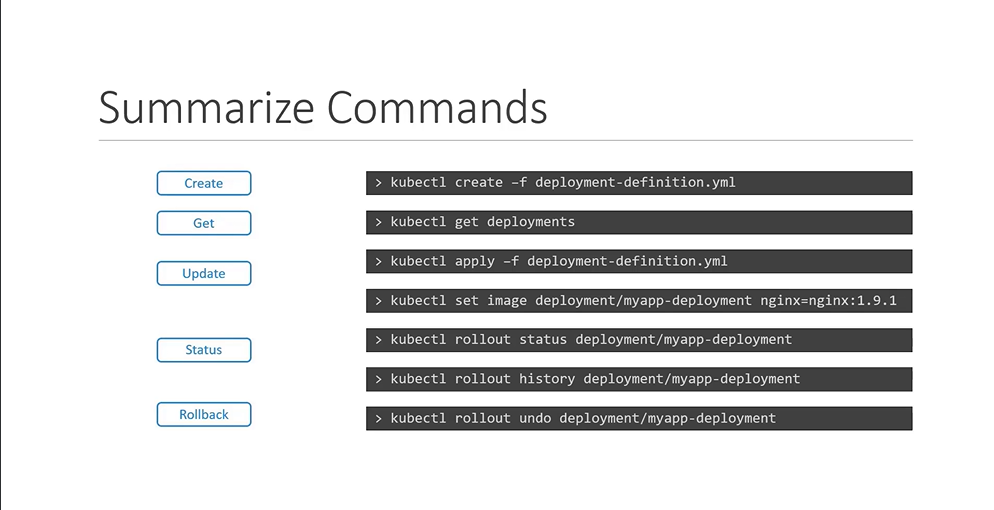 Summarize Commands
Create
> kubectl create –f deployment-definition.yml
Get
> kubectl get deployments
Update
> kubectl apply –f deployment-definition.yml
> kubectl set image deployment/myapp-deployment nginx=nginx:1.9.1
Status
> kubectl rollout status deployment/myapp-deployment
> kubectl rollout history deployment/myapp-deployment
Rollback
> kubectl rollout undo deployment/myapp-deployment